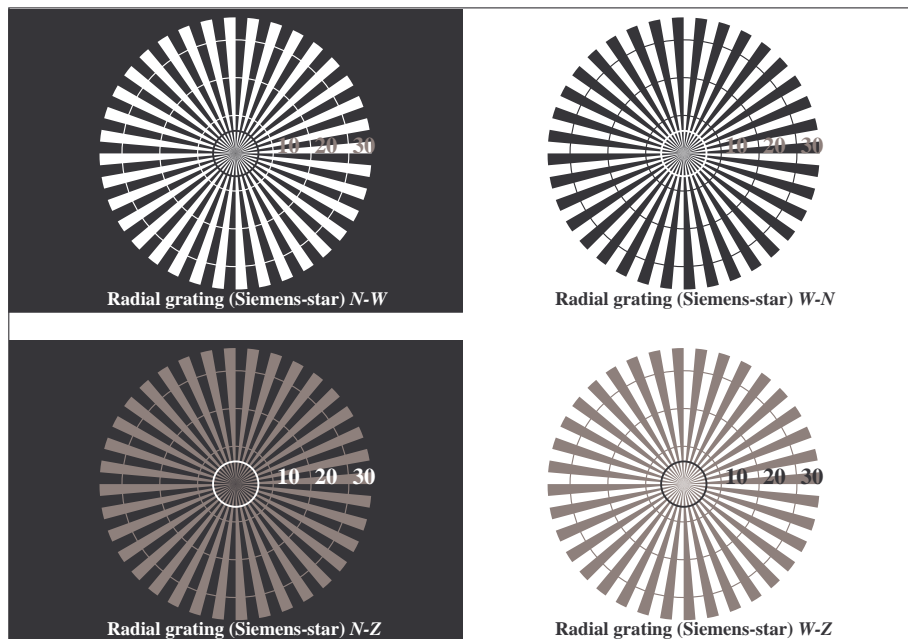 10 20 30
Radial grating (Siemens-star) N-W
10 20 30
Radial grating (Siemens-star) W-N
10 20 30
Radial grating (Siemens-star) N-Z
10 20 30
Radial grating (Siemens-star) W-Z